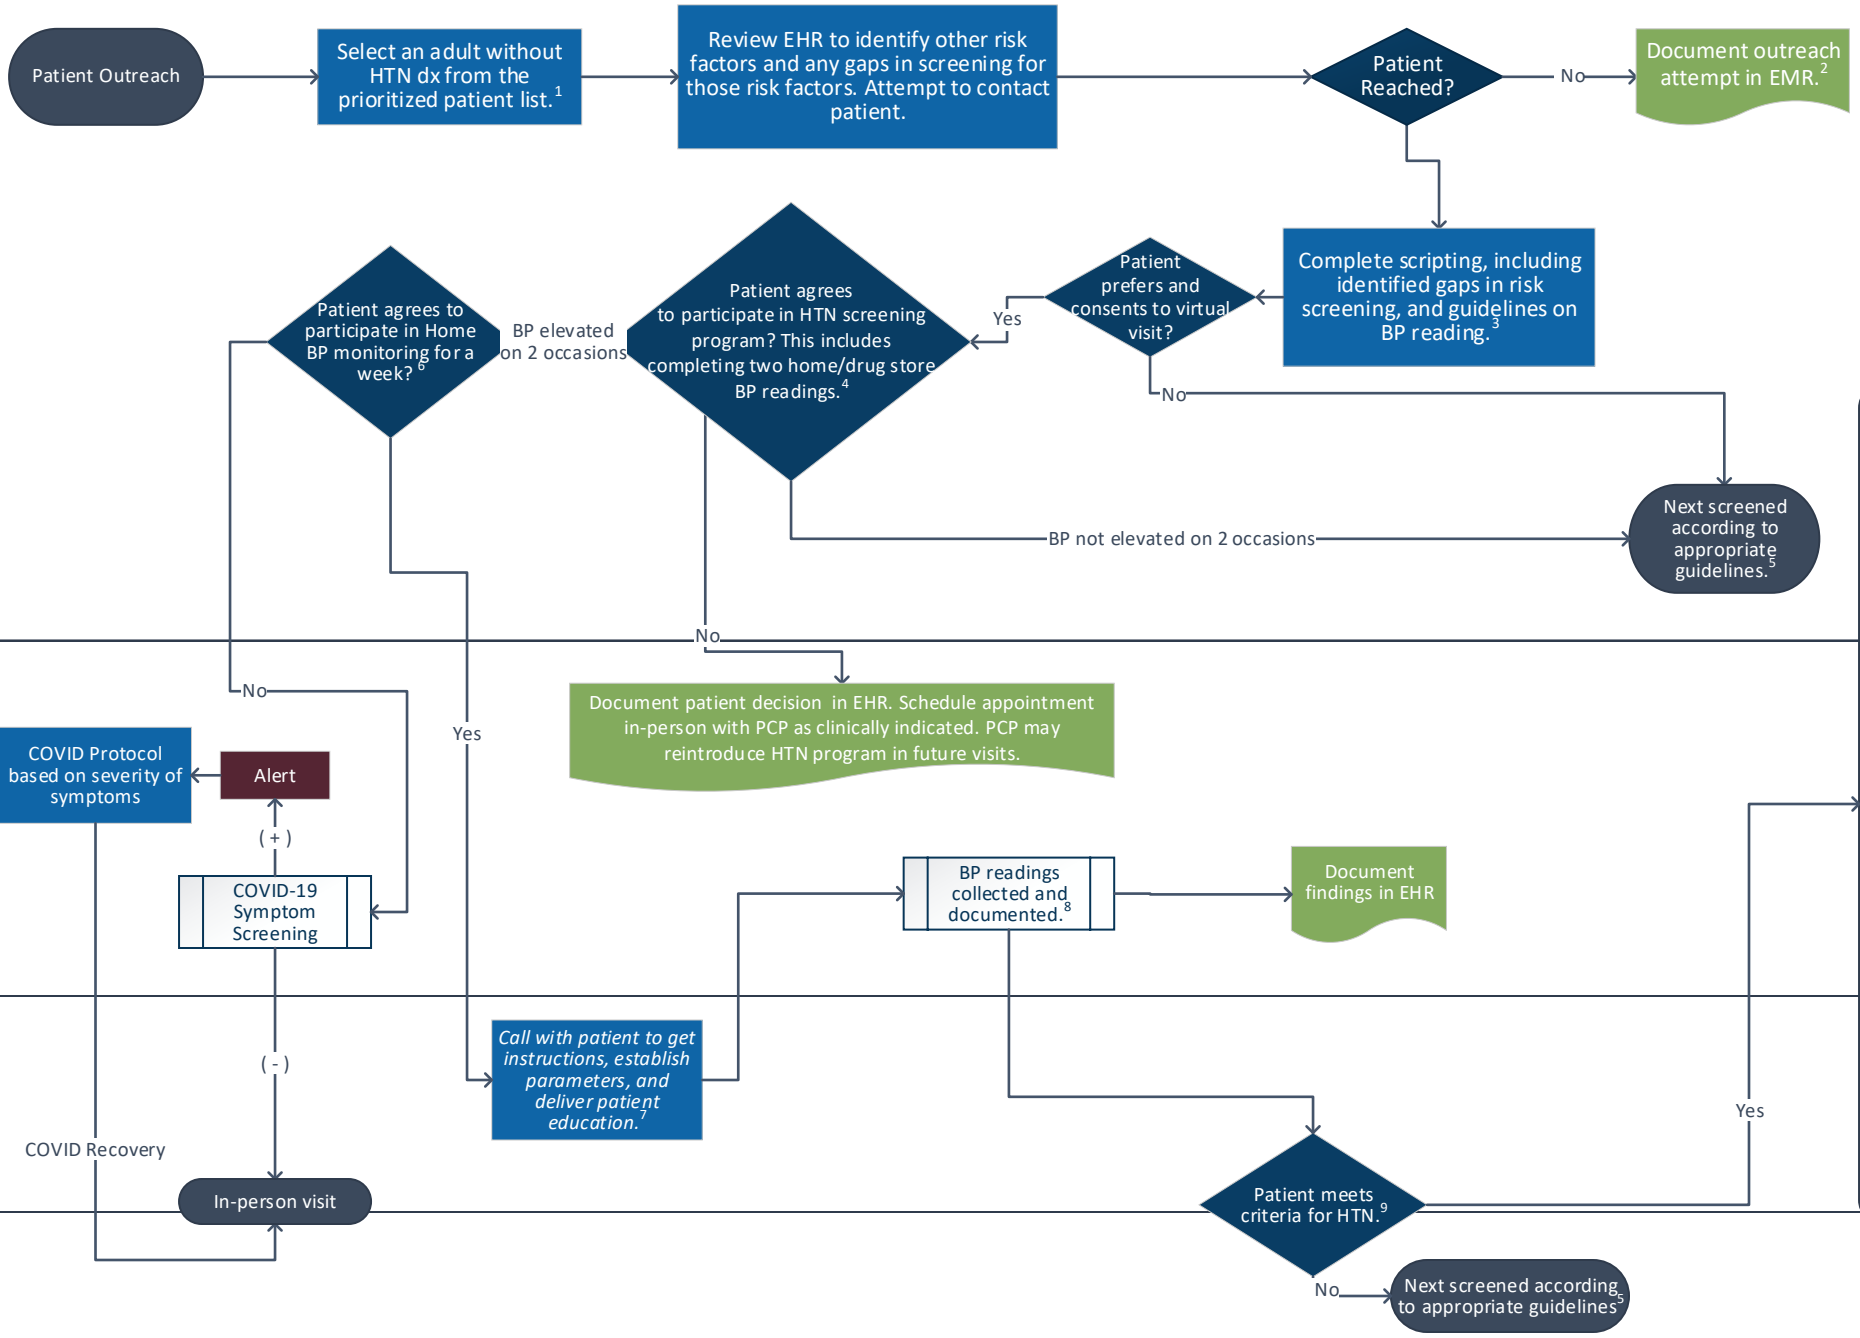 Patient Outreach
Select an adult without
HTN dx from the
prioritized patient list.1
Review EHR to identify other risk
factors and any gaps in screening for
those risk factors. Attempt to contact
patient.
Patient
Reached?
No
Document outreach
attempt in EMR.2
Patient agrees to
participate in Home
BP monitoring for a
week? 6
BP elevated
on 2 occasions
Patient agrees
to participate in HTN screening
program? This includes
completing two home/drug store
BP readings.4
Yes
Patient
prefers and
consents to virtual
visit?
Complete scripting, including
identified gaps in risk
screening, and guidelines on
BP reading.3
No
BP not elevated on 2 occasions
Next screened
according to
appropriate
guidelines.5
No
No
Yes
Document patient decision in EHR. Schedule appointment
in-person with PCP as clinically indicated. PCP may
reintroduce HTN program in future visits.
COVID Protocol
based on severity of
symptoms
Alert
( + )
COVID-19
Symptom
Screening
BP readings
collected and
documented.8
Document
findings in EHR
( - )
Call with patient to get
instructions, establish
parameters, and
deliver patient
education.7
COVID Recovery
In-person visit
Yes
Patient meets
criteria for HTN.9
No
Next screened according
to appropriate guidelines5